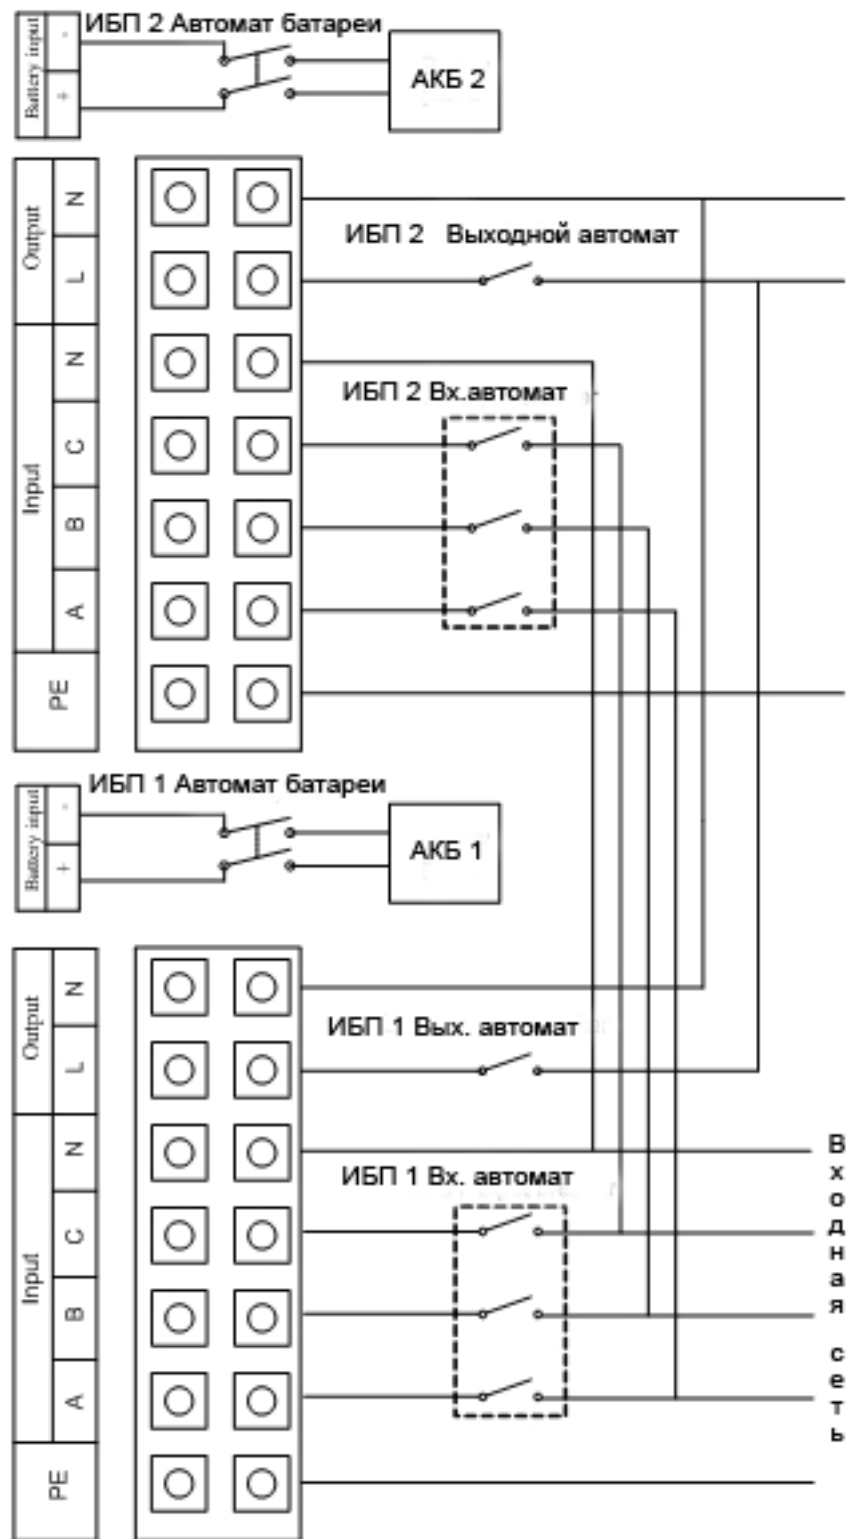 ИБП 2 Автомат батареи
Battery input
-
+
АКБ 2
Output
N
L
ИБП 2 Выходной автомат
Input
N
C
B
A
ИБП 2 Вх.автомат
PE
ИБП 1 Автомат батареи
Battery input
-
+
АКБ 1
Output
N
L
ИБП 1 Вых. автомат
Input
N
C
B
A
ИБП 1 Вх. автомат
PE
Входная сеть